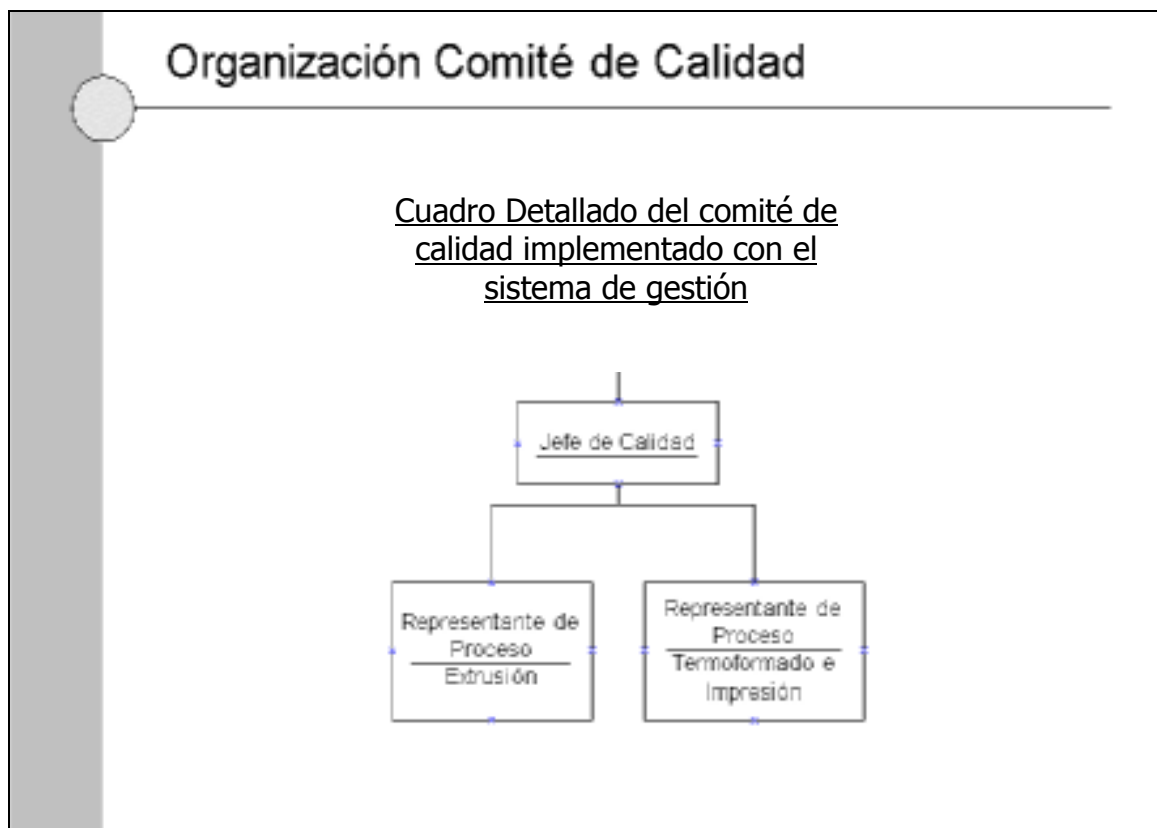 Organización Comité de Calidad
Cuadro Detallado del comité de
calidad implementado con el
sistema de gestión
Jefe de Calidad
Representante de
Proceso
Extrusión
Representante de
Proceso
Termoformado e
Impresión